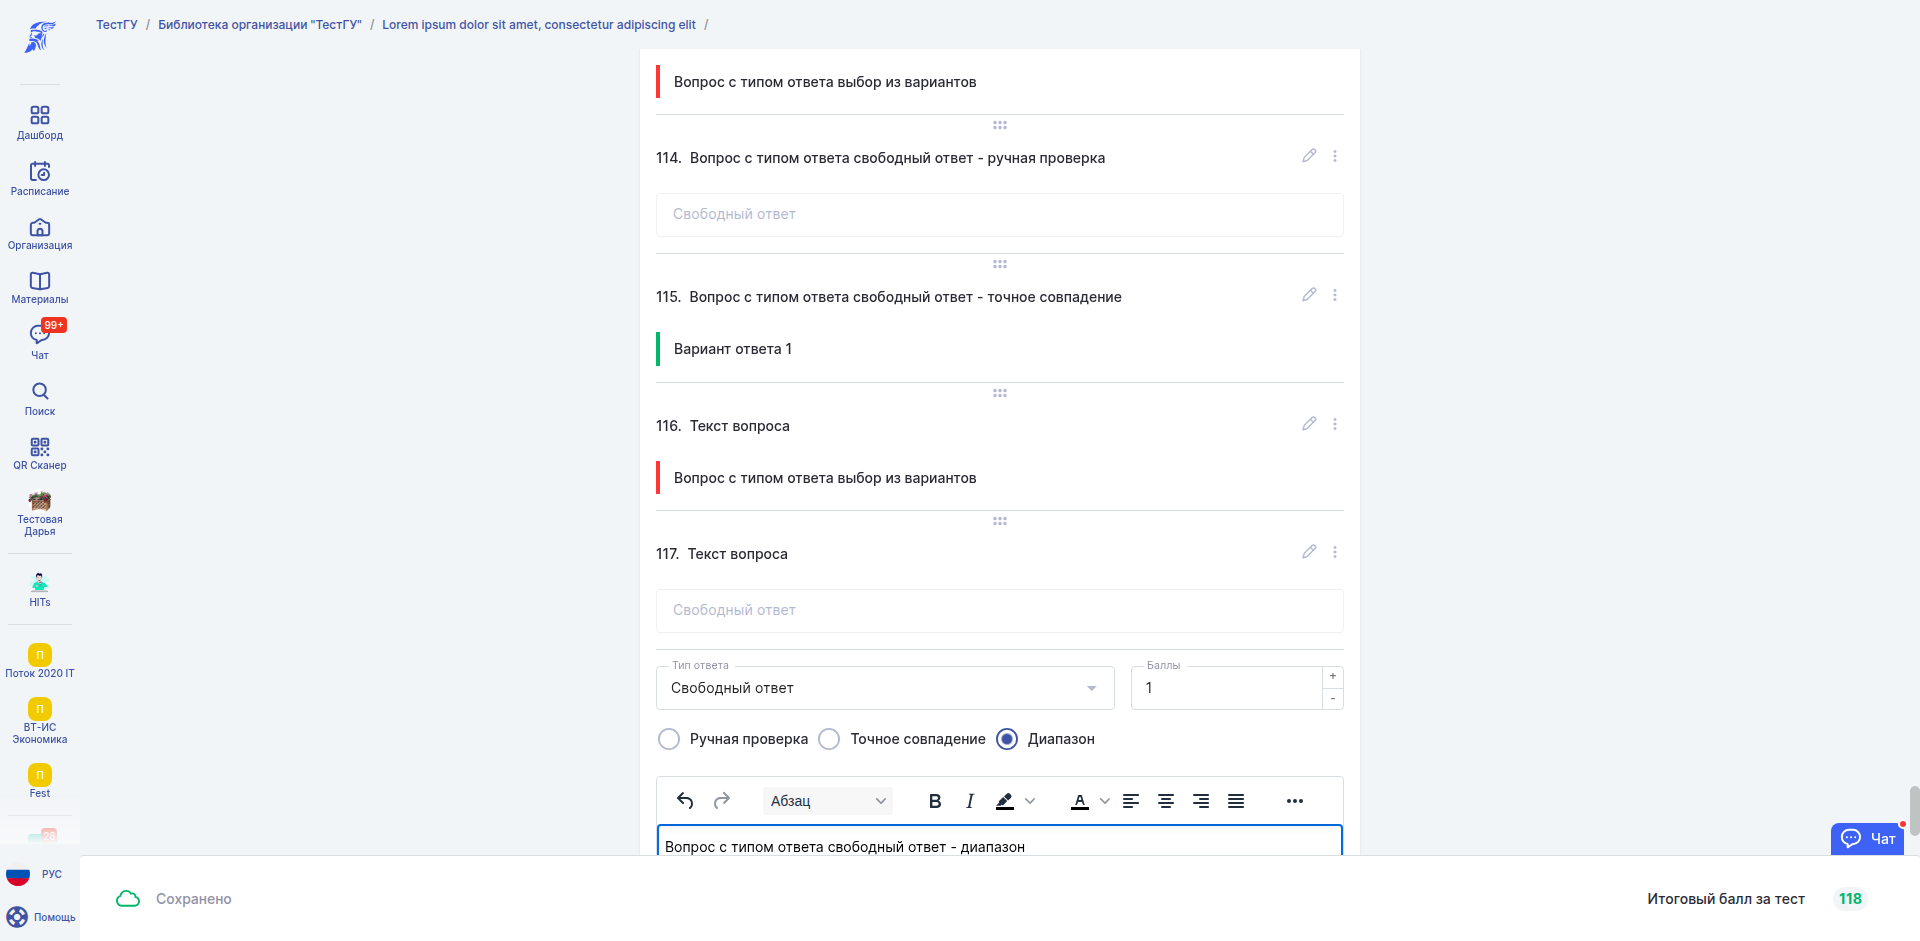 ТестГУ / Библиотека организации "ТестГУ" / Lorem ipsum dolor sit amet, consectetur adipiscing elit /
Дашборд
Расписание
Организация
Материалы
99+
Чат
Поиск
QR Сканер
Тестовая
Дарья
HITs
П
Поток 2020 IT
П
ВТ-ИС
Экономика
П
Fest
28
РУС
Помощь
Вопрос с типом ответа выбор из вариантов
114. Вопрос с типом ответа свободный ответ - ручная проверка
Свободный ответ
115. Вопрос с типом ответа свободный ответ - точное совпадение
Вариант ответа 1
116. Текст вопроса
Вопрос с типом ответа выбор из вариантов
117. Текст вопроса
Свободный ответ
Тип ответа
Свободный ответ
Баллы
1
+
-
Ручная проверка
Точное совпадение
Диапазон
Абзац
B I A
Вопрос с типом ответа свободный ответ - диапазон
Чат
Сохранено
Итоговый балл за тест 118